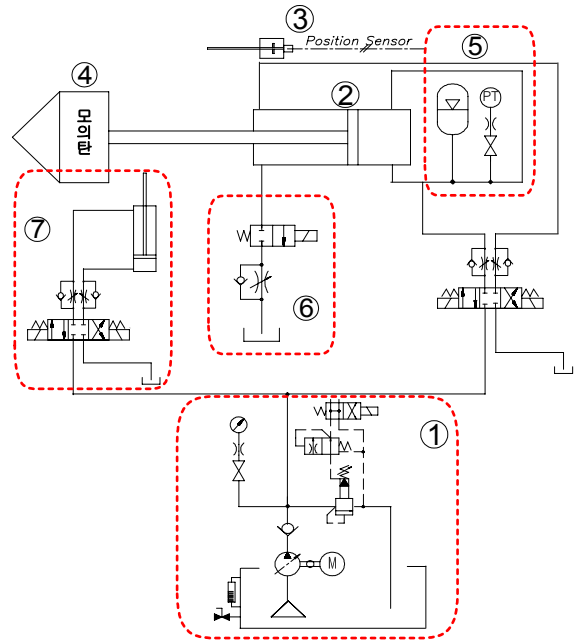 ③
Position Sensor
⑤
④
②
PT
모의탄
⑦
⑥
①
M